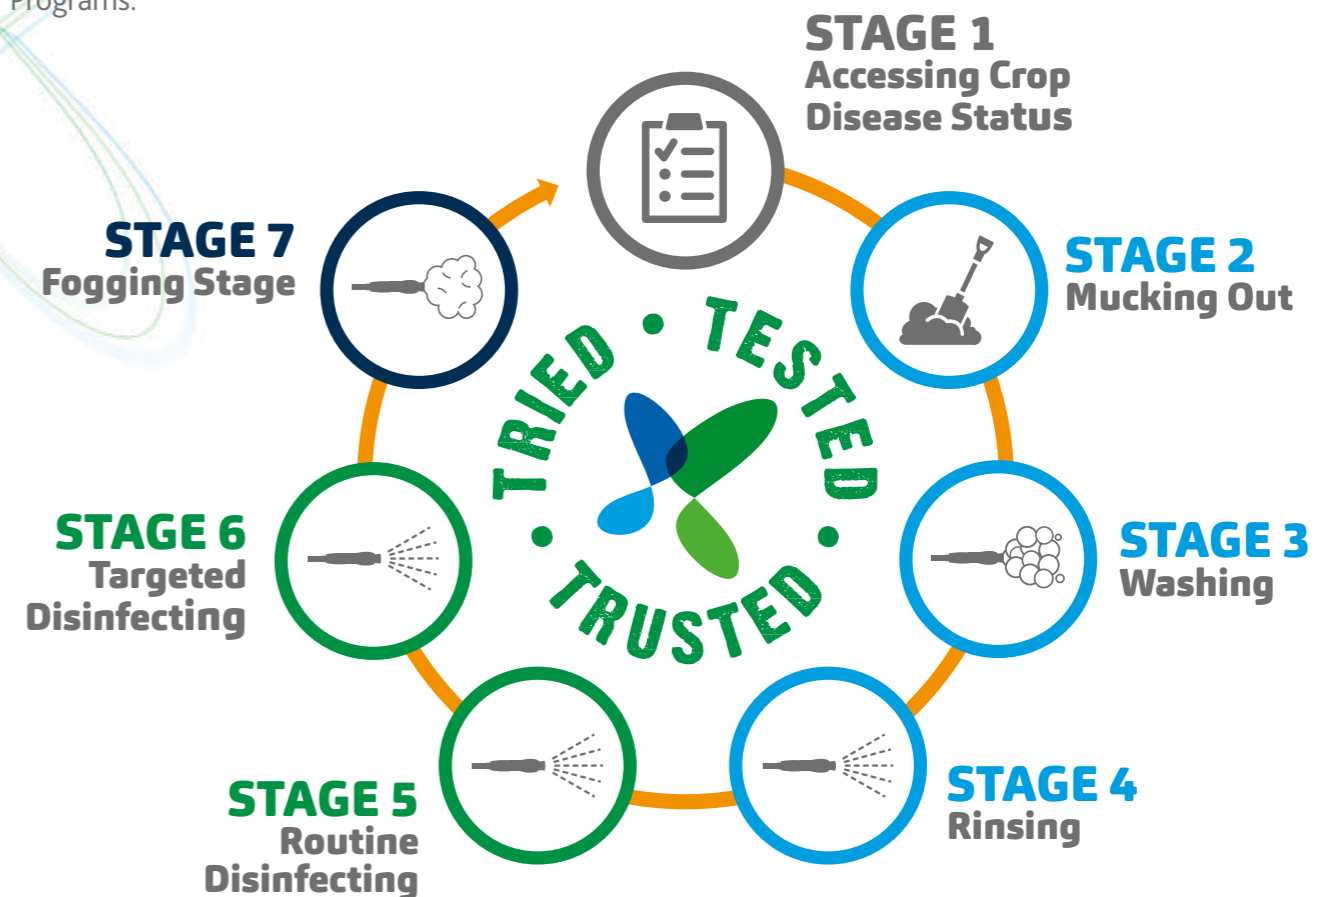 Programs.
STAGE 1
Accessing Crop
Disease Status
STAGE 2
Mucking Out
STAGE 3
Washing
STAGE 4
Rinsing
STAGE 5
Routine
Disinfecting
STAGE 6
Targeted
Disinfecting
STAGE 7
Fogging Stage
TRIED • TESTED • TRUSTED •